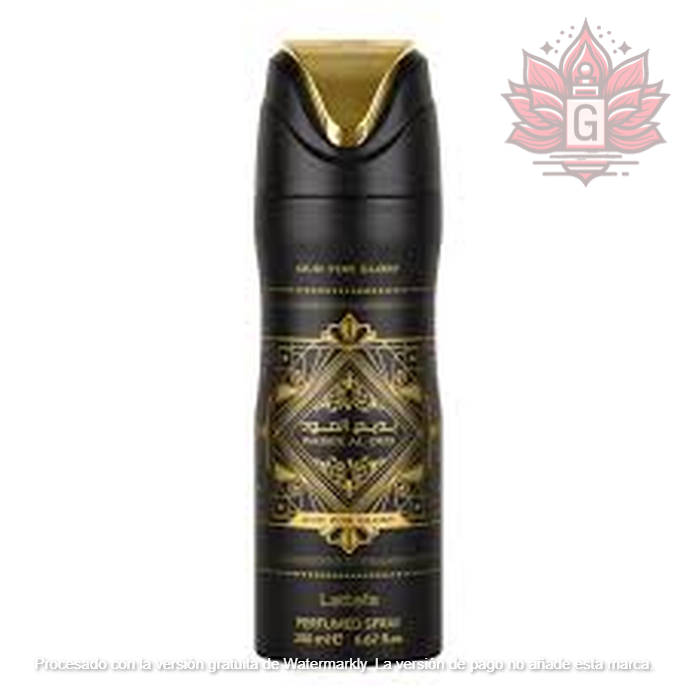 G
OUD FOR GLORY
بديع العود
BADE'E AL OUD
OUD FOR GLORY
Lattafa
PERFUMED SPRAY
200 ml ℮ 6.67 fl.oz.
Procesado con la versión gratuita de Watermarkly. La versión de pago no añade esta marca.